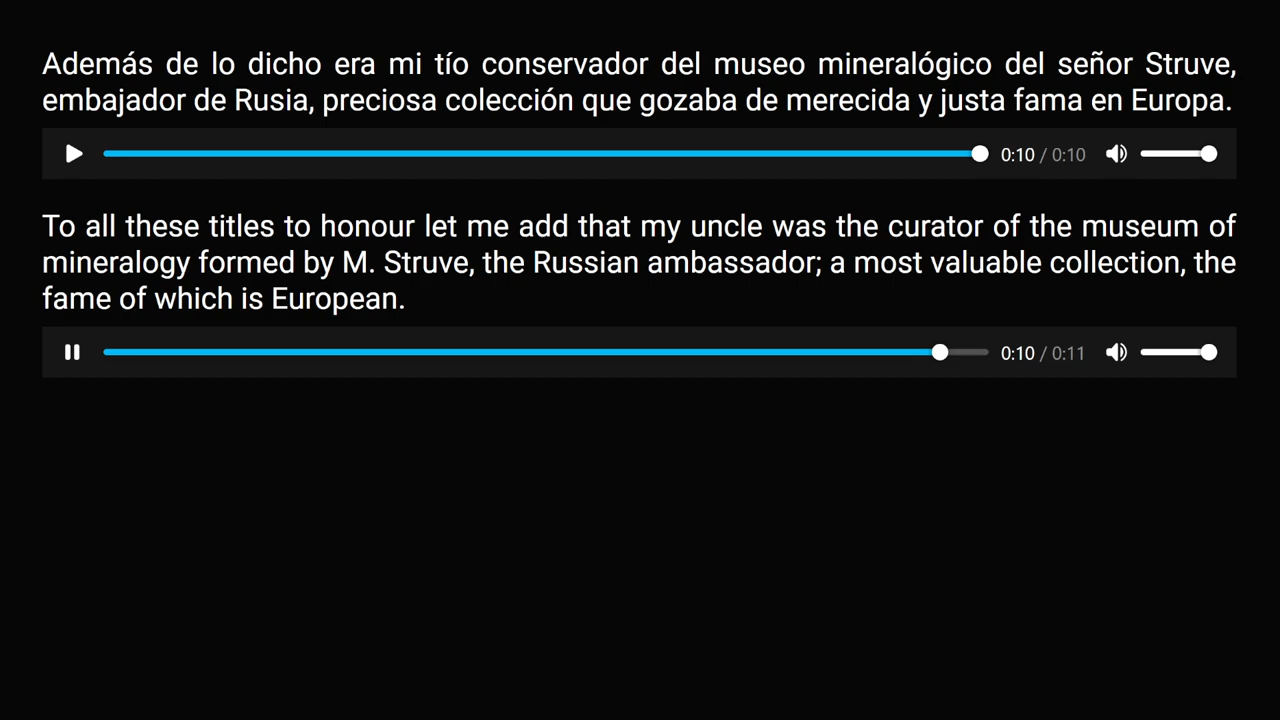 Además de lo dicho era mi tío conservador del museo mineralógico del señor Struve,
embajador de Rusia, preciosa colección que gozaba de merecida y justa fama en Europa.
0:10 / 0:10
To all these titles to honour let me add that my uncle was the curator of the museum of
mineralogy formed by M. Struve, the Russian ambassador; a most valuable collection, the
fame of which is European.
0:10 / 0:11